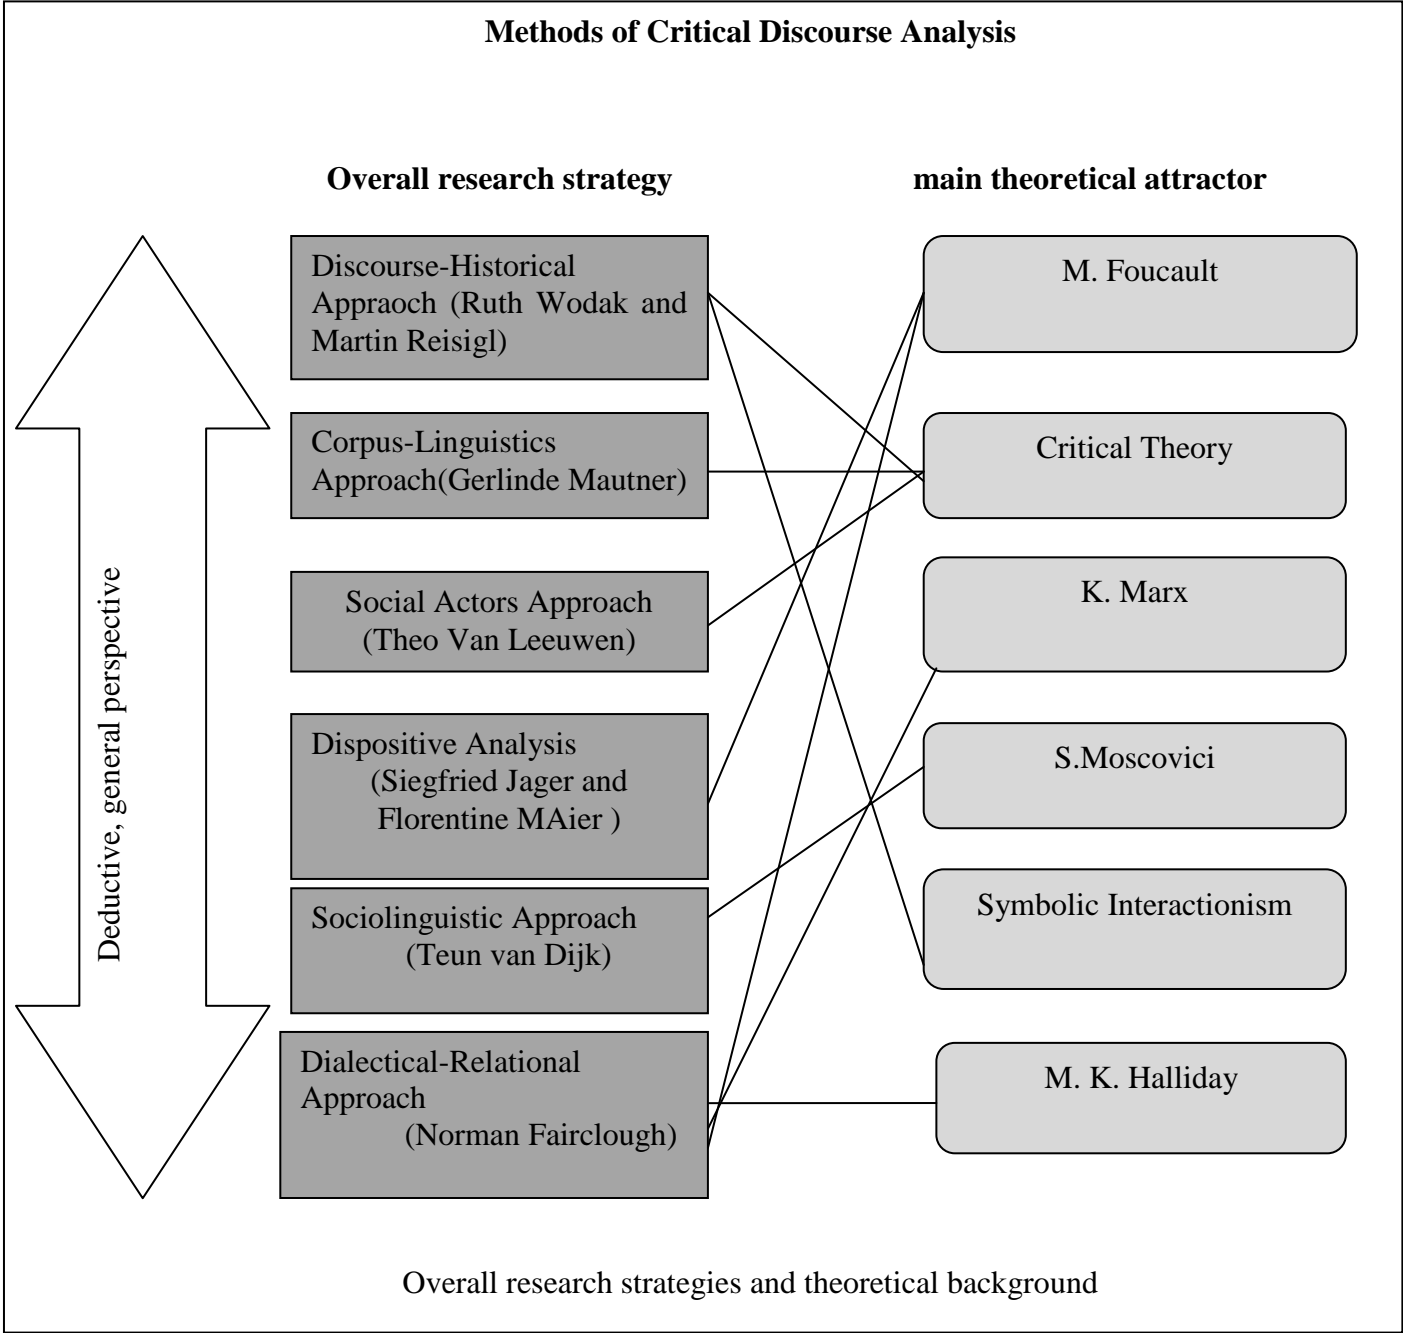 Methods of Critical Discourse Analysis
Overall research strategy
main theoretical attractor
Discourse-Historical
Appraoch (Ruth Wodak and
Martin Reisigl)
M. Foucault
Corpus-Linguistics
Approach(Gerlinde Mautner)
Critical Theory
Social Actors Approach
(Theo Van Leeuwen)
K. Marx
Dispositive Analysis
(Siegfried Jager and
Florentine MAier )
S.Moscovici
Sociolinguistic Approach
(Teun van Dijk)
Symbolic Interactionism
Dialectical-Relational
Approach
(Norman Fairclough)
M. K. Halliday
Deductive, general perspective
Overall research strategies and theoretical background